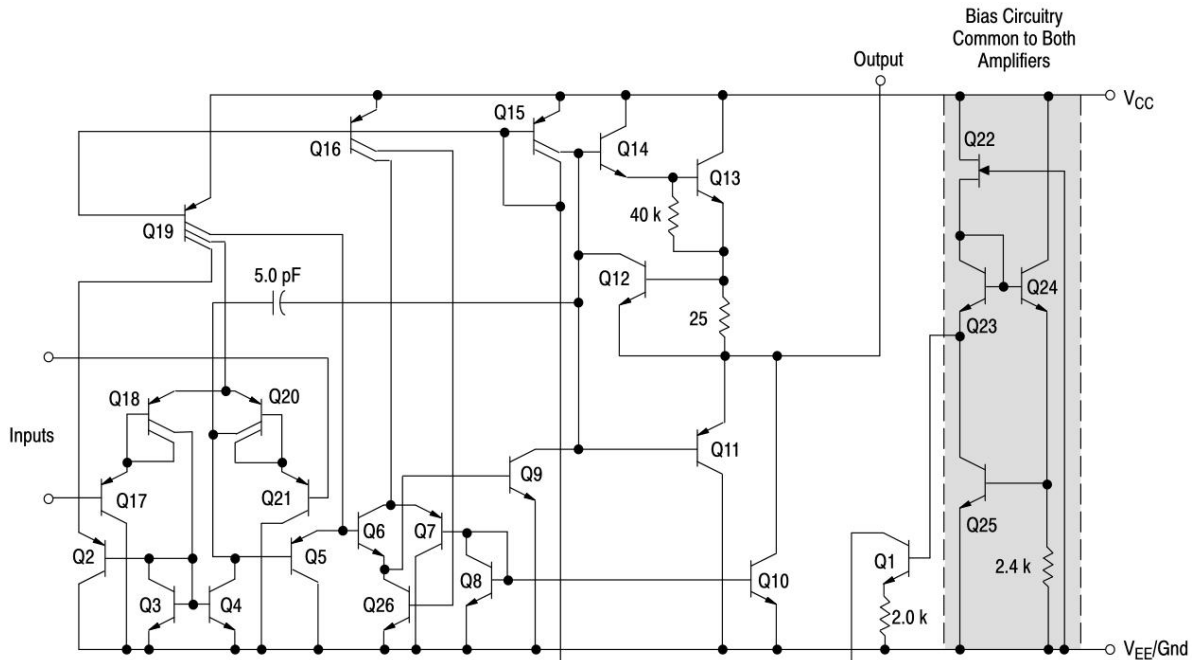 Bias Circuitry
Common to Both
Amplifiers
Output
VCC
Q15
Q22
Q16
Q14
Q13
Q19
40 k
5.0 pF
Q12
Q24
25
Q23
Q18
Q20
Inputs
Q11
Q9
Q17
Q21
Q6
Q7
Q25
Q2
Q5
Q1
Q8
Q10
2.4 k
Q3
Q4
Q26
2.0 k
VEE/Gnd